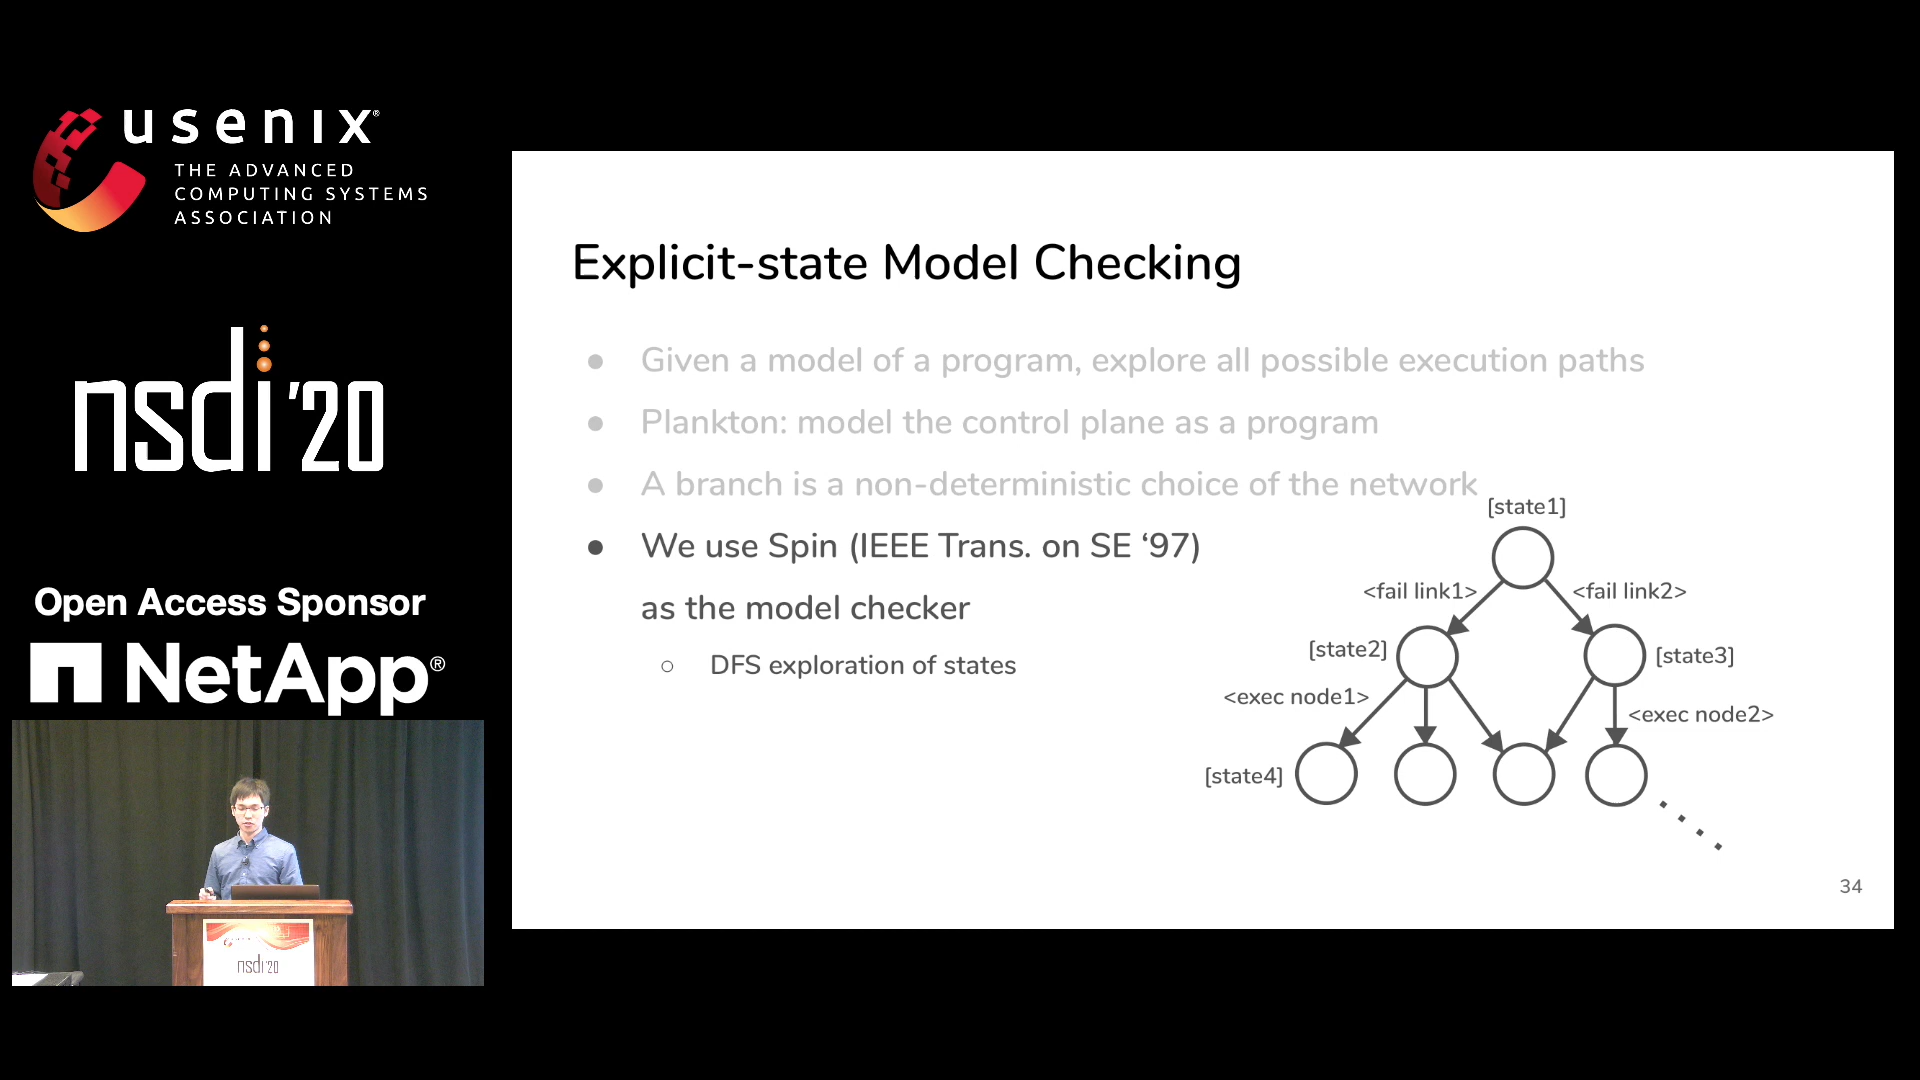 usenix®
THE ADVANCED
COMPUTING SYSTEMS
ASSOCIATION
nsdi '20
Open Access Sponsor
NetApp®
nsdi '20
Explicit-state Model Checking
● Given a model of a program, explore all possible execution paths
● Plankton: model the control plane as a program
● A branch is a non-deterministic choice of the network
● We use Spin (IEEE Trans. on SE ‘97)
as the model checker
○ DFS exploration of states
[state1]
<fail link1>
<fail link2>
[state2]
[state3]
<exec node1>
<exec node2>
[state4]
34